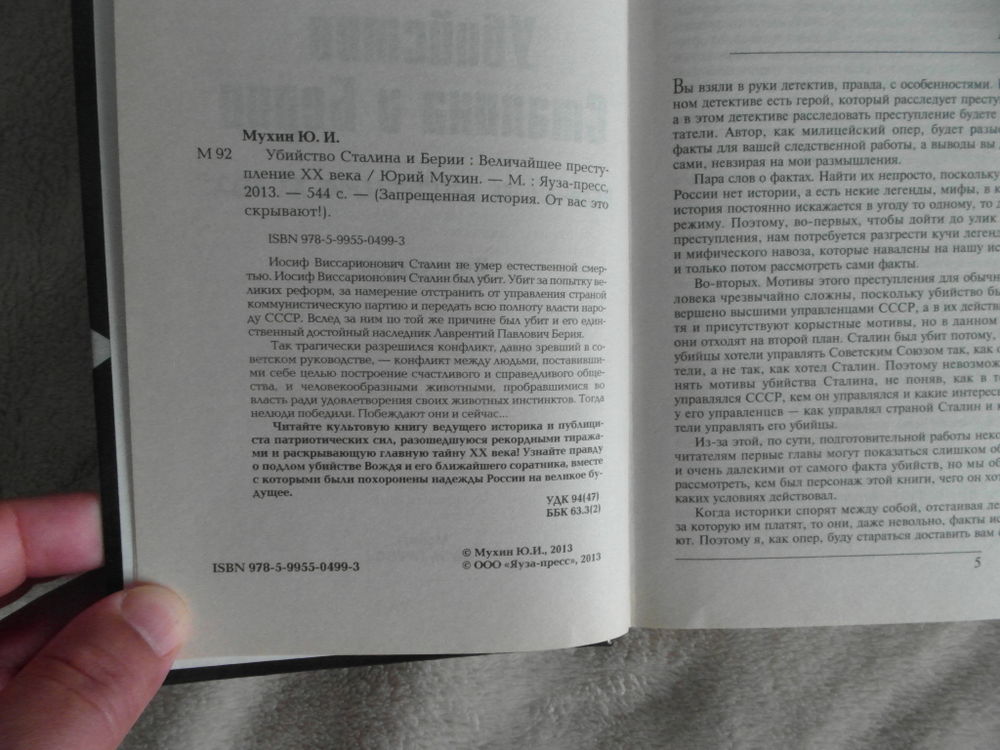 Мухин Ю. И.
М 92 Убийство Сталина и Берии : Величайшее престу-
пление XX века / Юрий Мухин. — М. : Яуза-пресс,
2013. — 544 с. — (Запрещенная история. От вас это
скрывают!).
ISBN 978-5-9955-0499-3
Иосиф Виссарионович Сталин не умер естественной смер-
тью. Иосиф Виссарионович Сталин был убит. Убит за попытку ве-
ликих реформ, за намерение отстранить от управления страной
коммунистическую партию и передать всю полноту власти наро-
ду СССР. Вслед за ним по той же причине был убит и его един-
ственный достойный наследник Лаврентий Павлович Берия.
Так трагически разрешился конфликт, давно зревший в со-
ветском руководстве, — конфликт между людьми, поставивши-
ми себе целью построение счастливого и справедливого обще-
ства, и человекообразными животными, пробравшимися во
власть ради удовлетворения своих животных инстинктов. Тогда
нелюди победили. Побеждают они и сейчас...
Читайте культовую книгу ведущего историка и публици-
ста патриотических сил, разошедшуюся рекордными тиража-
ми и раскрывающую главную тайну XX века! Узнайте правду
о подлом убийстве Вождя и его ближайшего соратника, вместе
с которыми были похоронены надежды России на великое бу-
дущее.
УДК 94(47)
ББК 63.3(2)
© Мухин Ю.И., 2013
ISBN 978-5-9955-0499-3 © ООО «Яуза-пресс», 2013
Вы взяли в руки детектив, правда, с особенностями.
ном детективе есть герой, который расследует престу
а в этом детективе расследовать преступление будете
татели. Автор, как милицейский опер, будет разы
факты для вашей следственной работы, а выводы вы
сами, невзирая на мои размышления.
Пара слов о фактах. Найти их непросто, поскольку
России нет истории, а есть некие легенды, мифы, в к
история постоянно искажается в угоду то одному, то д
режиму. Поэтому, во-первых, чтобы дойти до улик
преступления, нам потребуется разгрести кучи леген
и мифического навоза, которые навалены на нашу ис
и только потом рассмотреть сами факты.
Во-вторых. Мотивы этого преступления для обычн
ловека чрезвычайно сложны, поскольку убийство бы
вершено высшими управленцами СССР, а в их действ
тя и присутствуют корыстные мотивы, но в данном
они отходят на второй план. Сталин был убит потому,
убийцы хотели управлять Советским Союзом так, как
тели, а не так, как хотел Сталин. Поэтому невозмож
нять мотивы убийства Сталина, не поняв, как в то
управлялся СССР, кем он управлялся и какие интерес
у его управленцев — как управлял страной Сталин и
тели управлять его убийцы.
Из-за этой, по сути, подготовительной работы неко
читателям первые главы могут показаться слишком об
и очень далекими от самого факта убийств, но мы об
рассмотреть, кем был персонаж этой книги, чего он хот
каких условиях действовал.
Когда историки спорят между собой, отстаивая ле
за которую им платят, то они, даже невольно, факты ис
ют. Поэтому я, как опер, буду стараться доставить вам
5